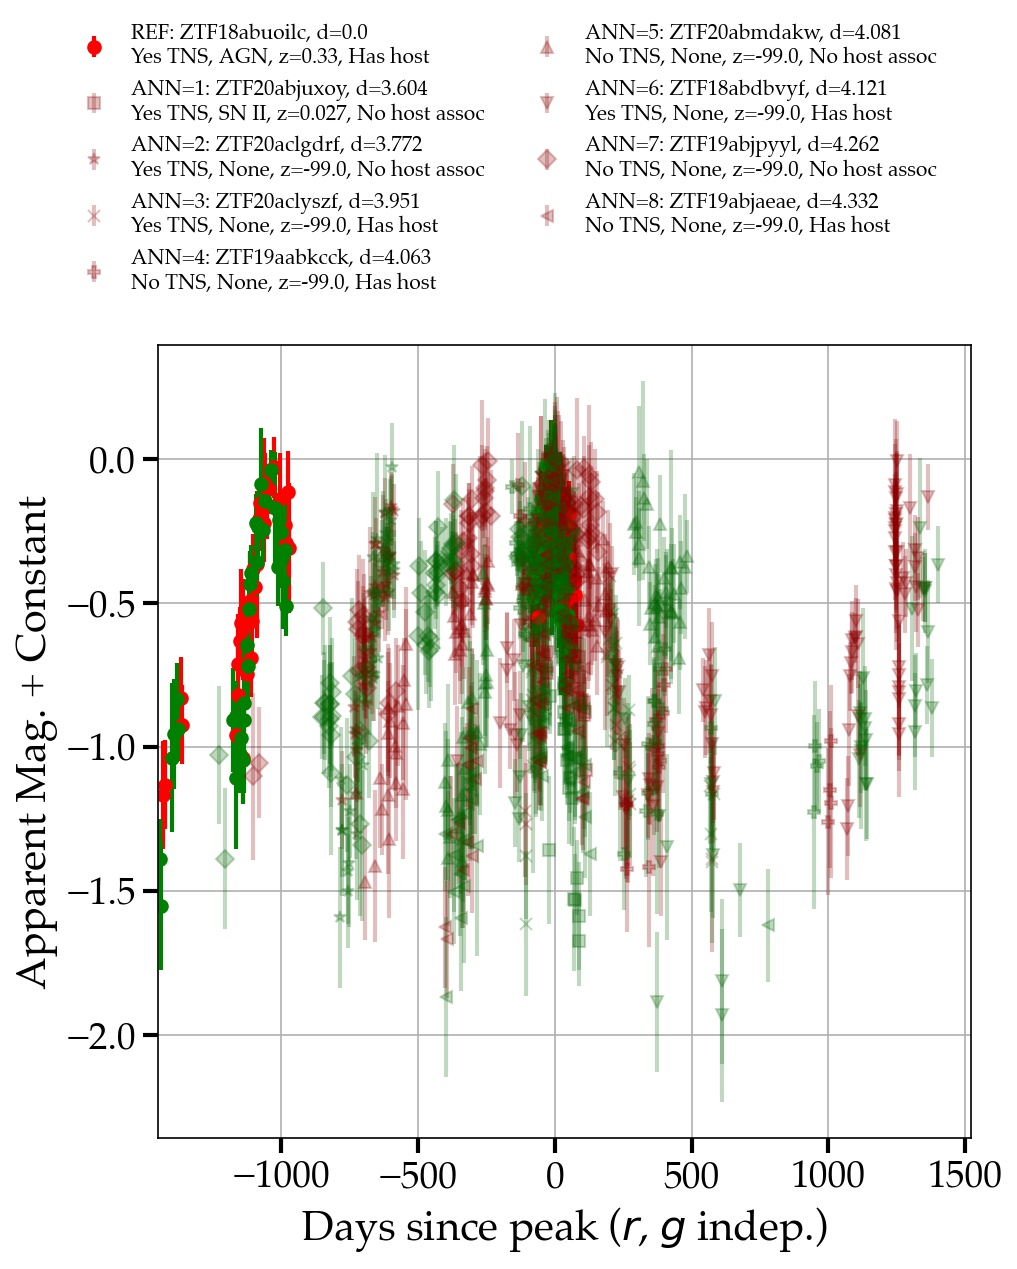 REF: ZTF18abuoilc, d=0.0
Yes TNS, AGN, z=0.33, Has host
ANN=1: ZTF20abjuxoy, d=3.604
Yes TNS, SN II, z=0.027, No host assoc
ANN=2: ZTF20aclgdrf, d=3.772
Yes TNS, None, z=-99.0, No host assoc
ANN=3: ZTF20aclyszf, d=3.951
Yes TNS, None, z=-99.0, Has host
ANN=4: ZTF19aabkcck, d=4.063
No TNS, None, z=-99.0, Has host
ANN=5: ZTF20abmdakw, d=4.081
No TNS, None, z=-99.0, No host assoc
ANN=6: ZTF18abdbvyf, d=4.121
Yes TNS, None, z=-99.0, Has host
ANN=7: ZTF19abjpyyl, d=4.262
No TNS, None, z=-99.0, No host assoc
ANN=8: ZTF19abjaeae, d=4.332
No TNS, None, z=-99.0, Has host
Apparent Mag. + Constant
0.0
−0.5
−1.0
−1.5
−2.0
−1000 −500 0 500 1000 1500
Days since peak (r, g indep.)